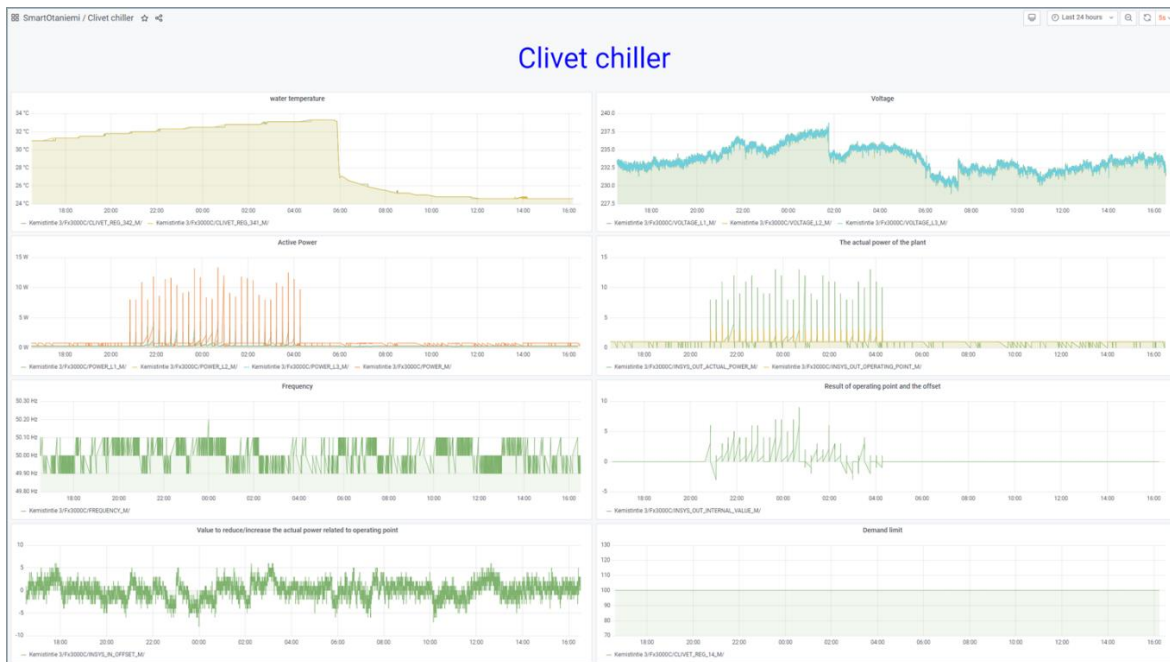 SmartOtaniemi / Clivet chiller
Last 24 hours
5s
Clivet chiller
water temperature
34 °C
32 °C
30 °C
28 °C
26 °C
24 °C
18:00 20:00 22:00 00:00 02:00 04:00 06:00 08:00 10:00 12:00 14:00 16:00
Kemistintie 3/Fx3000C/CLIVET_REG_342_M/ Kemistintie 3/Fx3000C/CLIVET_REG_341_M/
Voltage
240.0
237.5
235.0
232.5
230.0
227.5
18:00 20:00 22:00 00:00 02:00 04:00 06:00 08:00 10:00 12:00 14:00 16:00
Kemistintie 3/Fx3000C/VOLTAGE_L1_M/ Kemistintie 3/Fx3000C/VOLTAGE_L2_M/ Kemistintie 3/Fx3000C/VOLTAGE_L3_M/
Active Power
15 W
10 W
5 W
0 W
18:00 20:00 22:00 00:00 02:00 04:00 06:00 08:00 10:00 12:00 14:00 16:00
Kemistintie 3/Fx3000C/POWER_L1_M/ Kemistintie 3/Fx3000C/POWER_L2_M/ Kemistintie 3/Fx3000C/POWER_L3_M/ Kemistintie 3/Fx3000C/POWER_M/
The actual power of the plant
15
10
5
0
18:00 20:00 22:00 00:00 02:00 04:00 06:00 08:00 10:00 12:00 14:00 16:00
Kemistintie 3/Fx3000C/INSYS_OUT_ACTUAL_POWER_M/ Kemistintie 3/Fx3000C/INSYS_OUT_OPERATING_POINT_M/
Frequency
50.30 Hz
50.20 Hz
50.10 Hz
50.00 Hz
49.90 Hz
49.80 Hz
18:00 20:00 22:00 00:00 02:00 04:00 06:00 08:00 10:00 12:00 14:00 16:00
Kemistintie 3/Fx3000C/FREQUENCY_M/
Result of operating point and the offset
10
5
0
-5
18:00 20:00 22:00 00:00 02:00 04:00 06:00 08:00 10:00 12:00 14:00 16:00
Kemistintie 3/Fx3000C/INSYS_OUT_INTERNAL_VALUE_M/
Value to reduce/increase the actual power related to operating point
10
5
0
-5
-10
18:00 20:00 22:00 00:00 02:00 04:00 06:00 08:00 10:00 12:00 14:00 16:00
Kemistintie 3/Fx3000C/INSYS_IN_OFFSET_M/
Demand limit
130
120
110
100
90
80
70
18:00 20:00 22:00 00:00 02:00 04:00 06:00 08:00 10:00 12:00 14:00 16:00
Kemistintie 3/Fx3000C/CLIVET_REG_14_M/